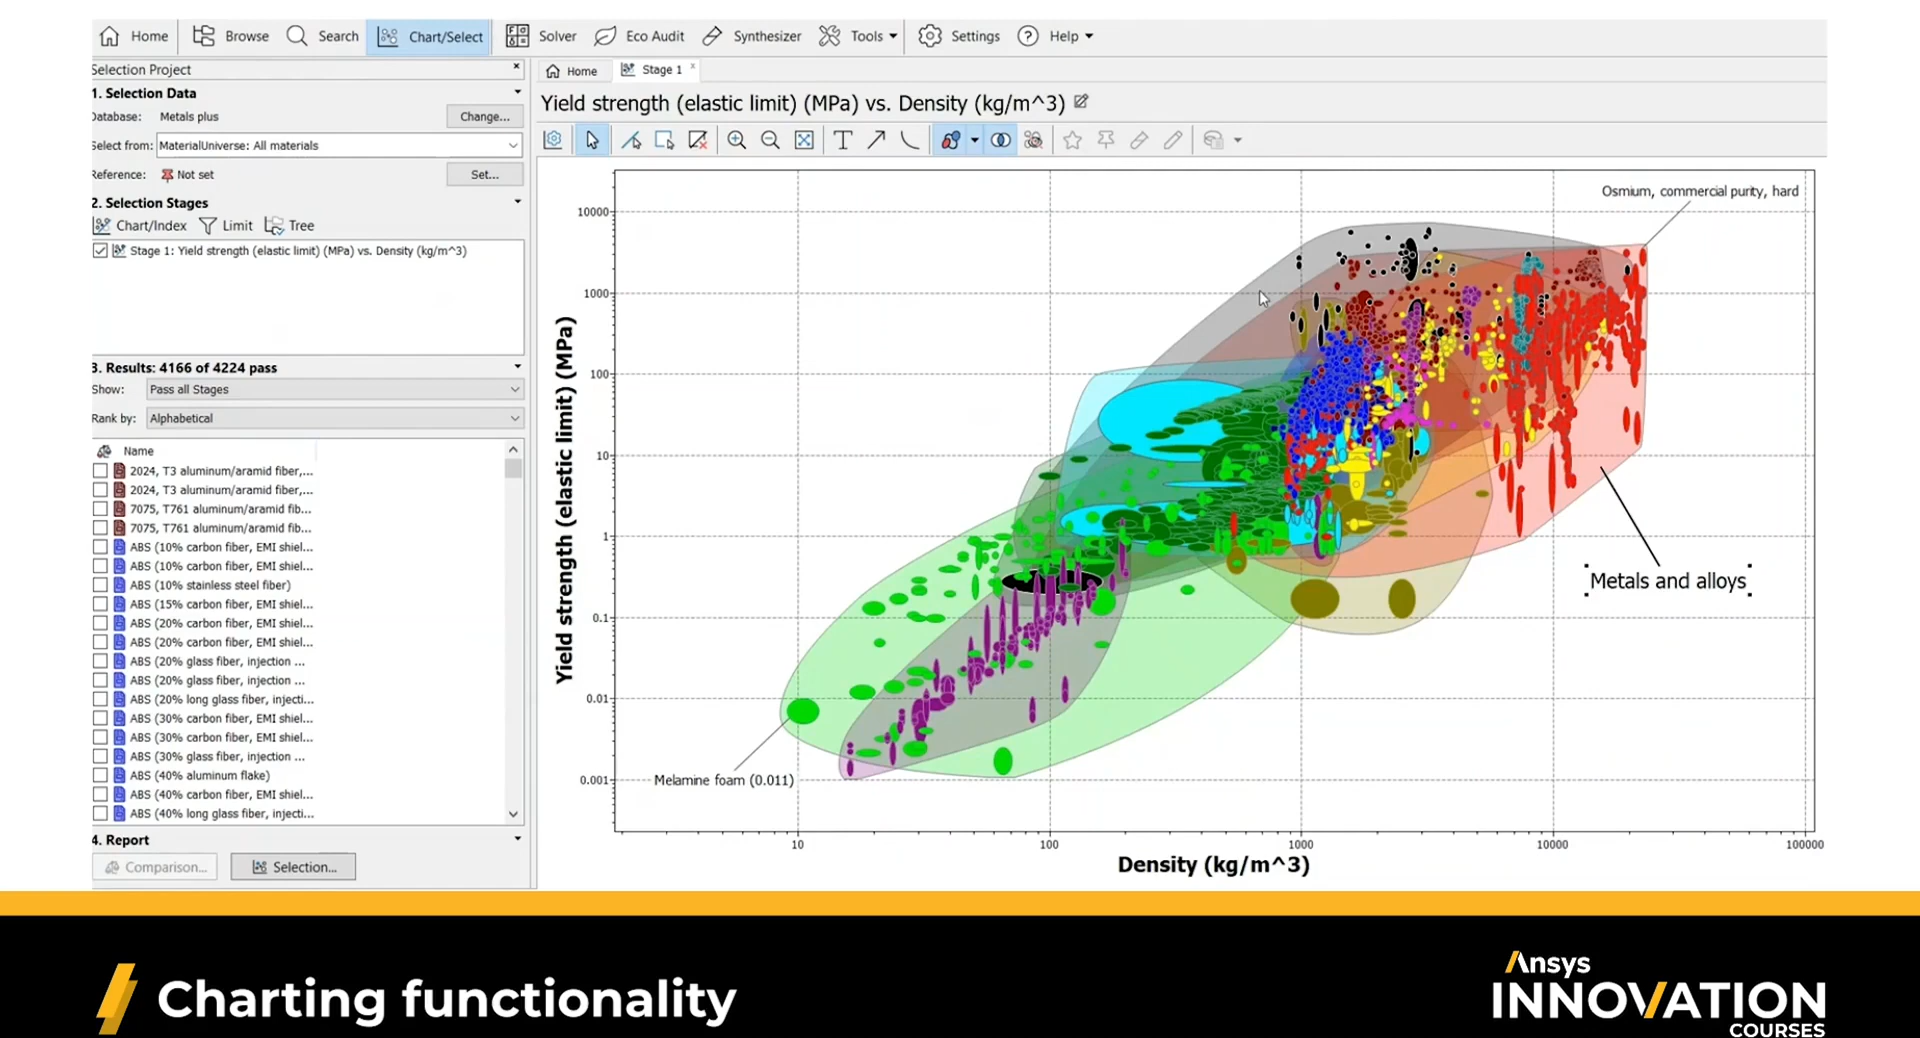 Home Browse Search Chart/Select Solver Eco Audit Synthesizer Tools Settings Help
Selection Project
1. Selection Data
Database: Metals plus Change...
Select from: MaterialUniverse: All materials
Reference: Not set Set...
2. Selection Stages
Chart/Index Limit Tree
Stage 1: Yield strength (elastic limit) (MPa) vs. Density (kg/m^3)
3. Results: 4166 of 4224 pass
Show: Pass all Stages
Rank by: Alphabetical
Name
2024, T3 aluminum/aramid fiber,...
2024, T3 aluminum/aramid fiber,...
7075, T761 aluminum/aramid fib...
7075, T761 aluminum/aramid fib...
ABS (10% carbon fiber, EMI shiel...
ABS (10% carbon fiber, EMI shiel...
ABS (10% stainless steel fiber)
ABS (15% carbon fiber, EMI shiel...
ABS (20% carbon fiber, EMI shiel...
ABS (20% carbon fiber, EMI shiel...
ABS (20% glass fiber, injection ...
ABS (20% glass fiber, injection ...
ABS (20% long glass fiber, injecti...
ABS (30% carbon fiber, EMI shiel...
ABS (30% carbon fiber, EMI shiel...
ABS (30% glass fiber, injection ...
ABS (40% aluminum flake)
ABS (40% carbon fiber, EMI shiel...
ABS (40% long glass fiber, injecti...
4. Report
Comparison... Selection...
Home Stage 1
Yield strength (elastic limit) (MPa) vs. Density (kg/m^3)
Osmium, commercial purity, hard
10000
1000
100
10
1
0.1
0.01
0.001
Yield strength (elastic limit) (MPa)
Metals and alloys
Melamine foam (0.011)
10 100 1000 10000 100000
Density (kg/m^3)
Charting functionality
Ansys
INNOVATION
COURSES